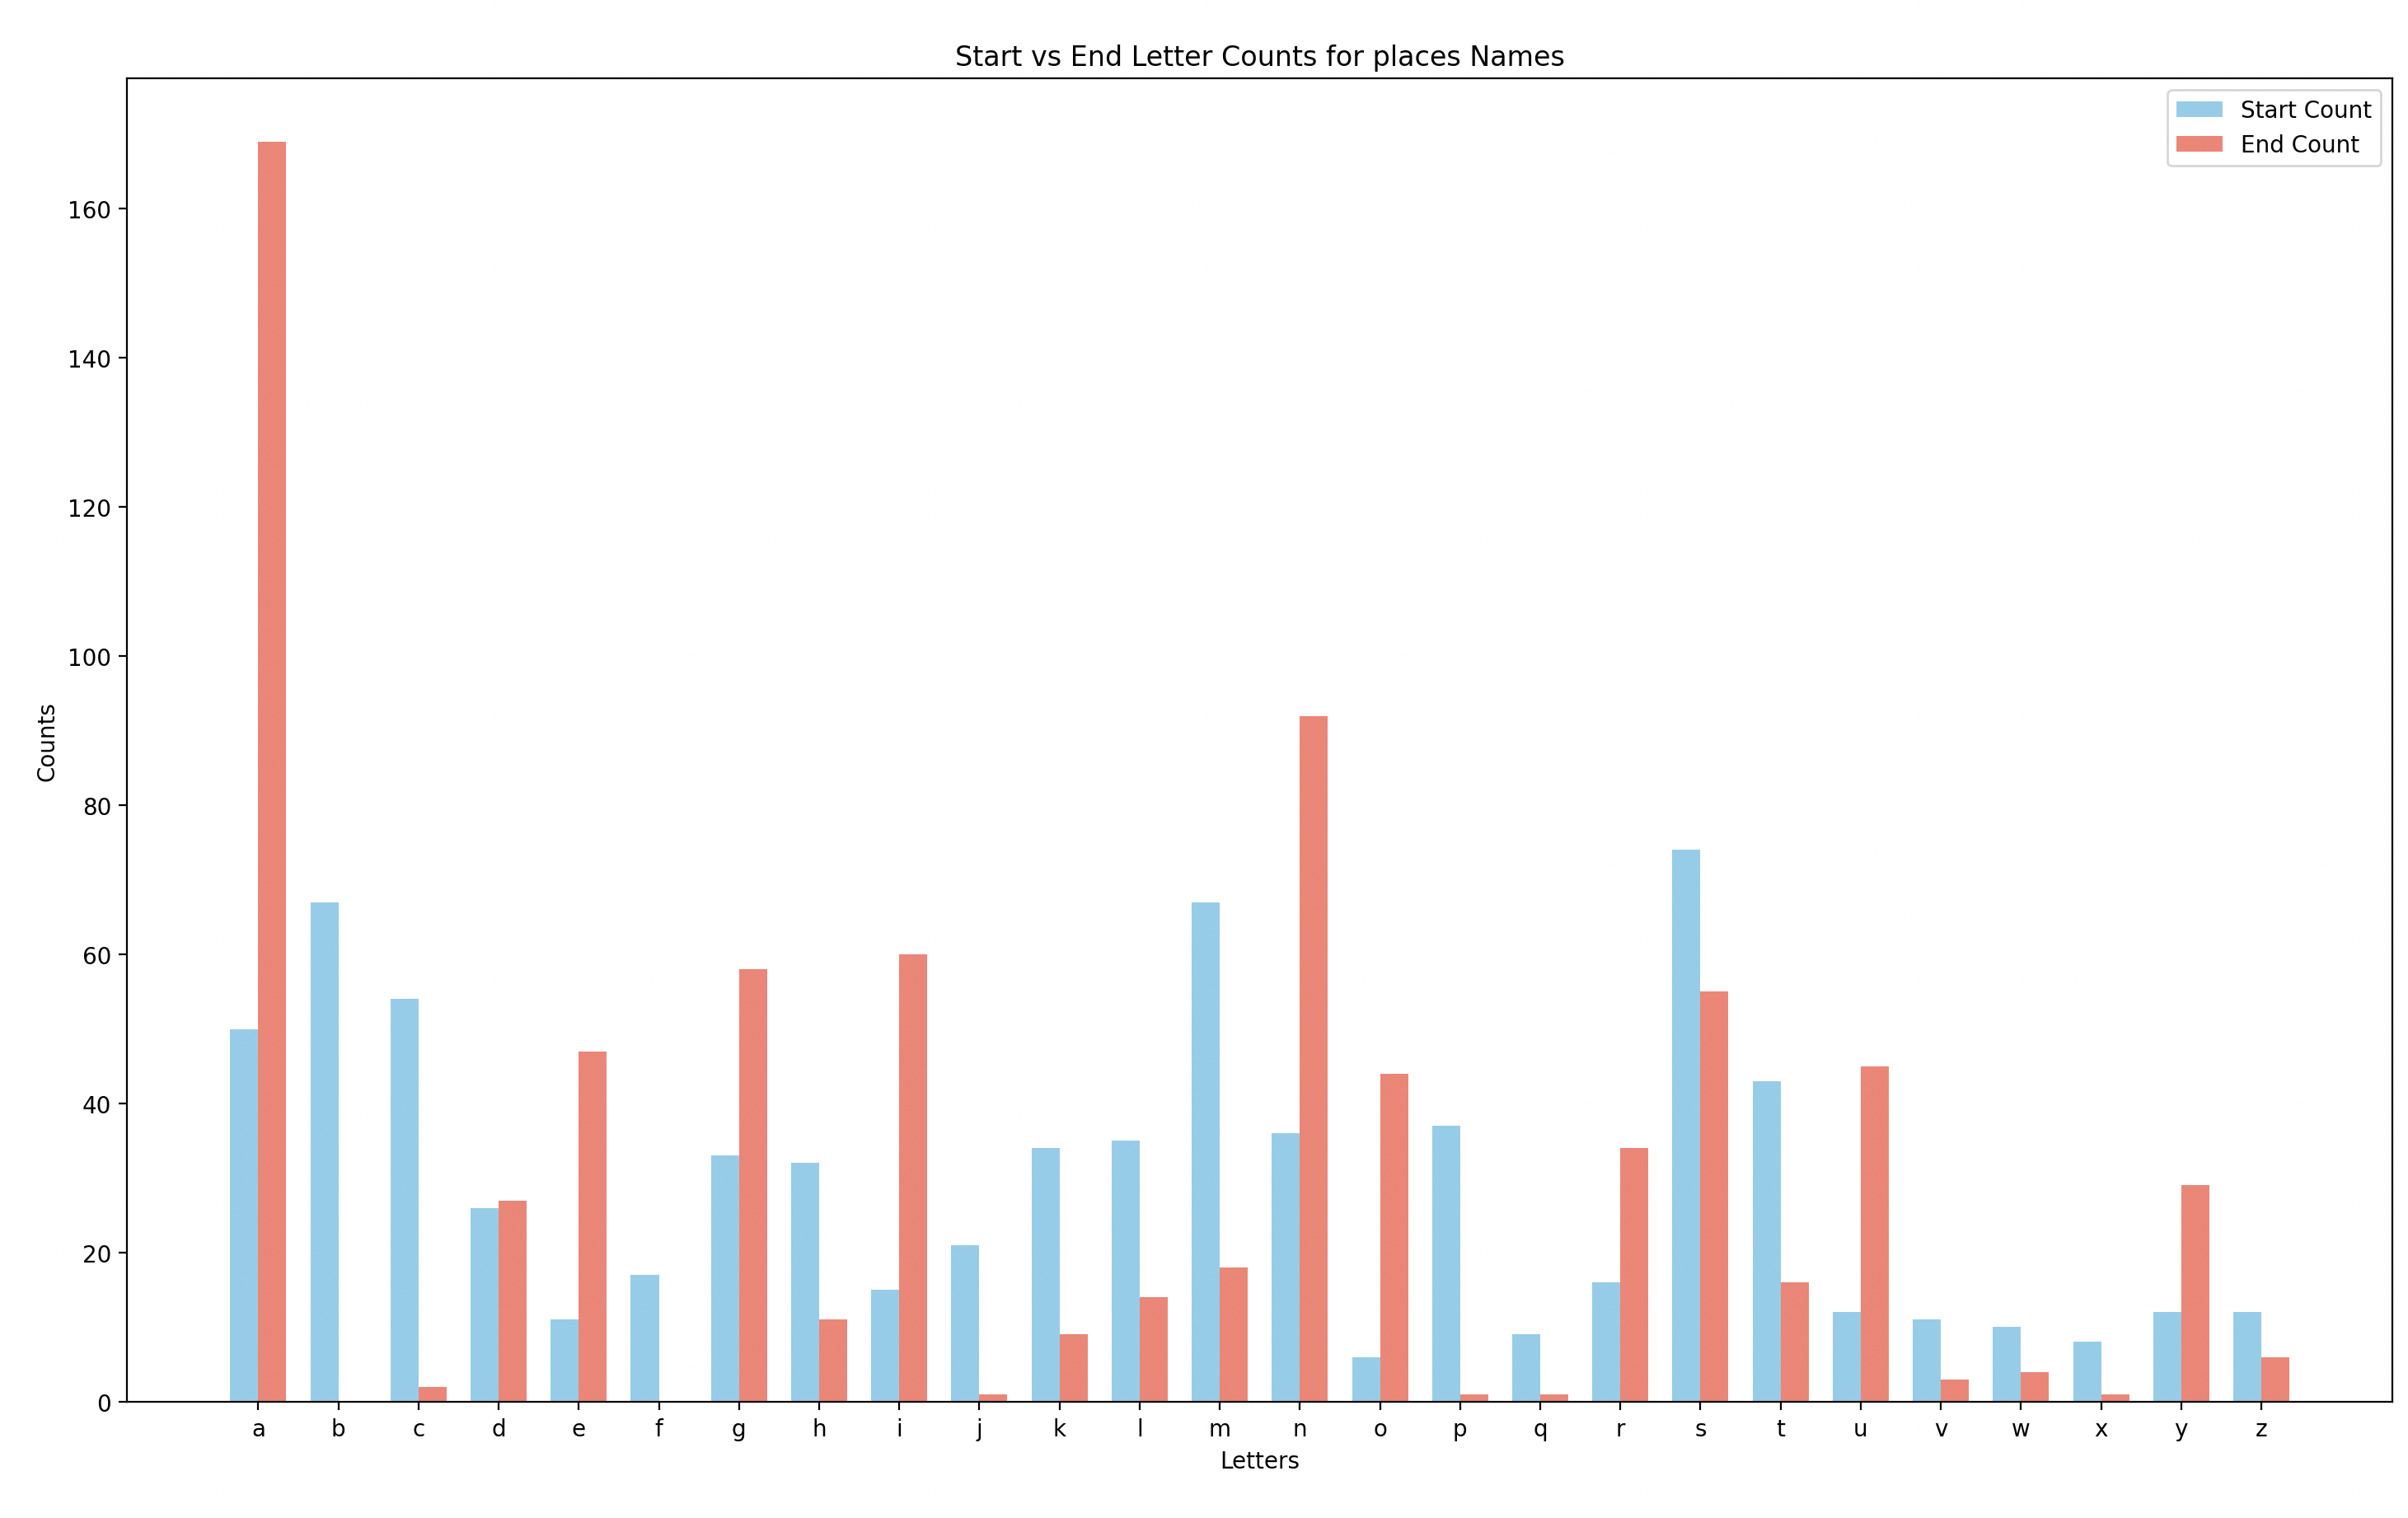 Start vs End Letter Counts for places Names
Start Count
End Count
160
140
120
100
80
60
40
20
0
Counts
a b c d e f g h i j k l m n o p q r s t u v w x y z
Letters